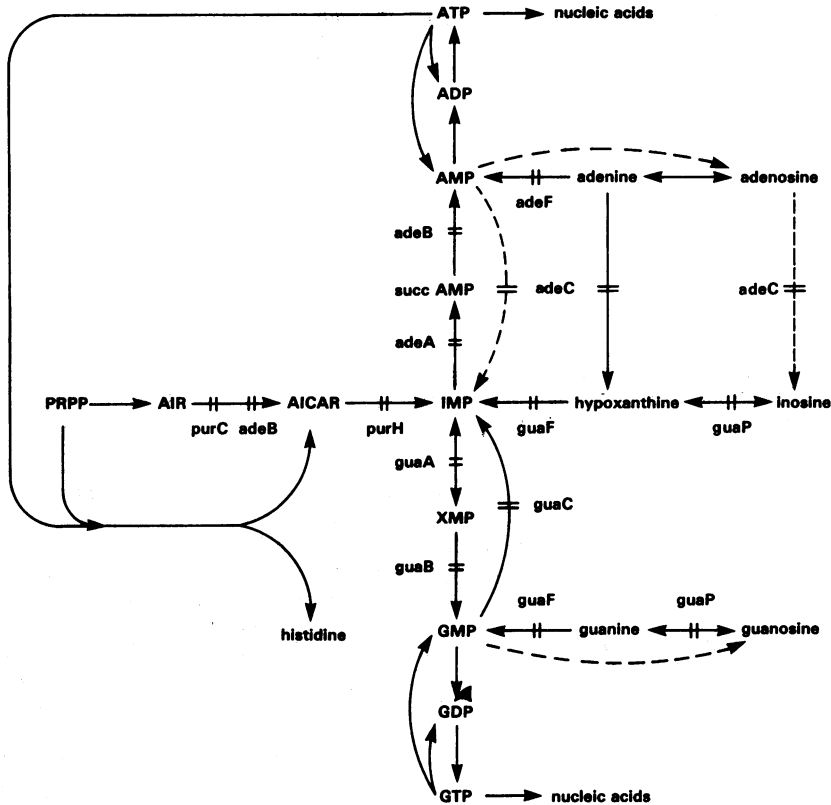 ATP nucleic acids
ADP
AMP adenine adenosine
adeF
adeB
succ AMP adeC adeC
adeA
PRPP AIR AICAR IMP hypoxanthine inosine
purC adeB purH guaF guaP
guaA
guaC
XMP
guaB
guaF guaP
histidine GMP guanine guanosine
GDP
GTP nucleic acids